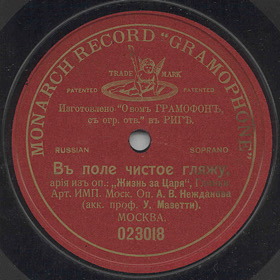 MONARCH RECORD "GRAMOPHONE"
TRADE MARK
PATENTED PATENTED
Изготовлено "О-вомъ ГРАМОФОНЪ
съ огр. отв." въ РИГѢ.
RUSSIAN SOPRANO
Въ поле чистое гляжу,
арія изъ оп.: „Жизнь за Царя",
Арт. ИМП. Моск. Оп. А. В. Нежданова
(акк. проф. У. Мазетти).
МОСКВА.
023018